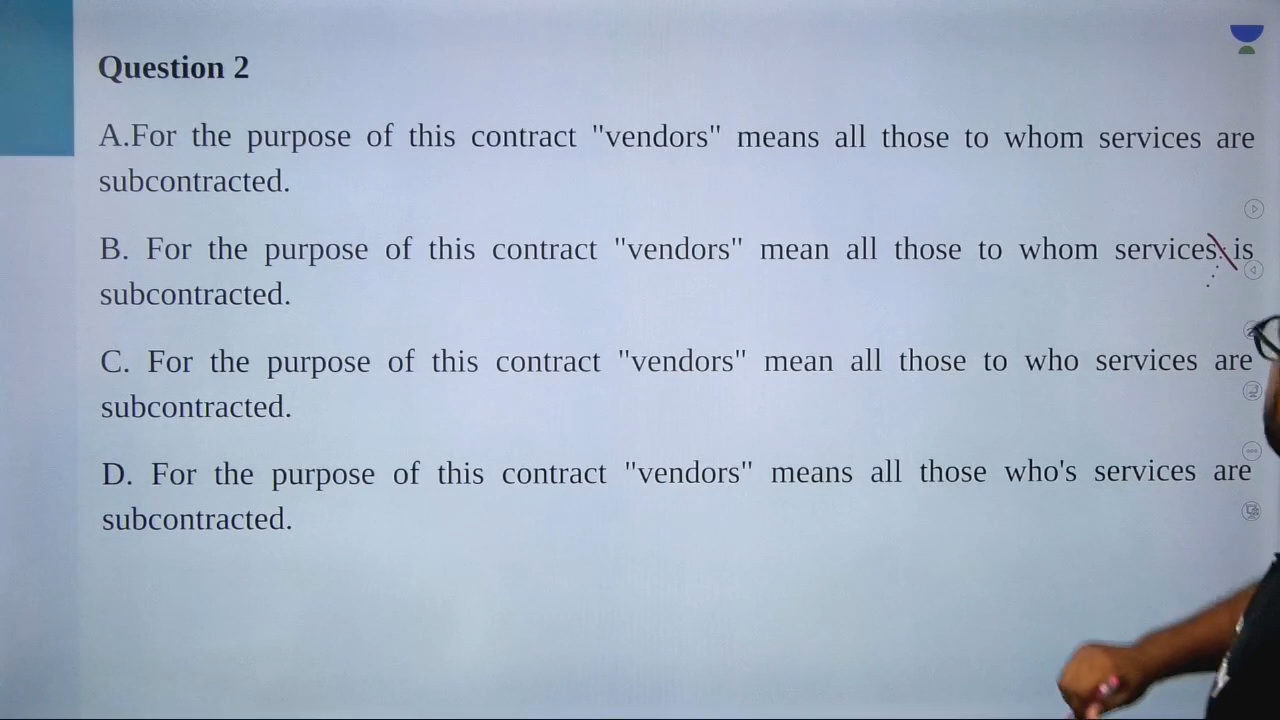 Question 2
A.For the purpose of this contract "vendors" means all those to whom services are
subcontracted.
B. For the purpose of this contract "vendors" mean all those to whom services is
subcontracted.
C. For the purpose of this contract "vendors" mean all those to who services are
subcontracted.
D. For the purpose of this contract "vendors" means all those who's services are
subcontracted.